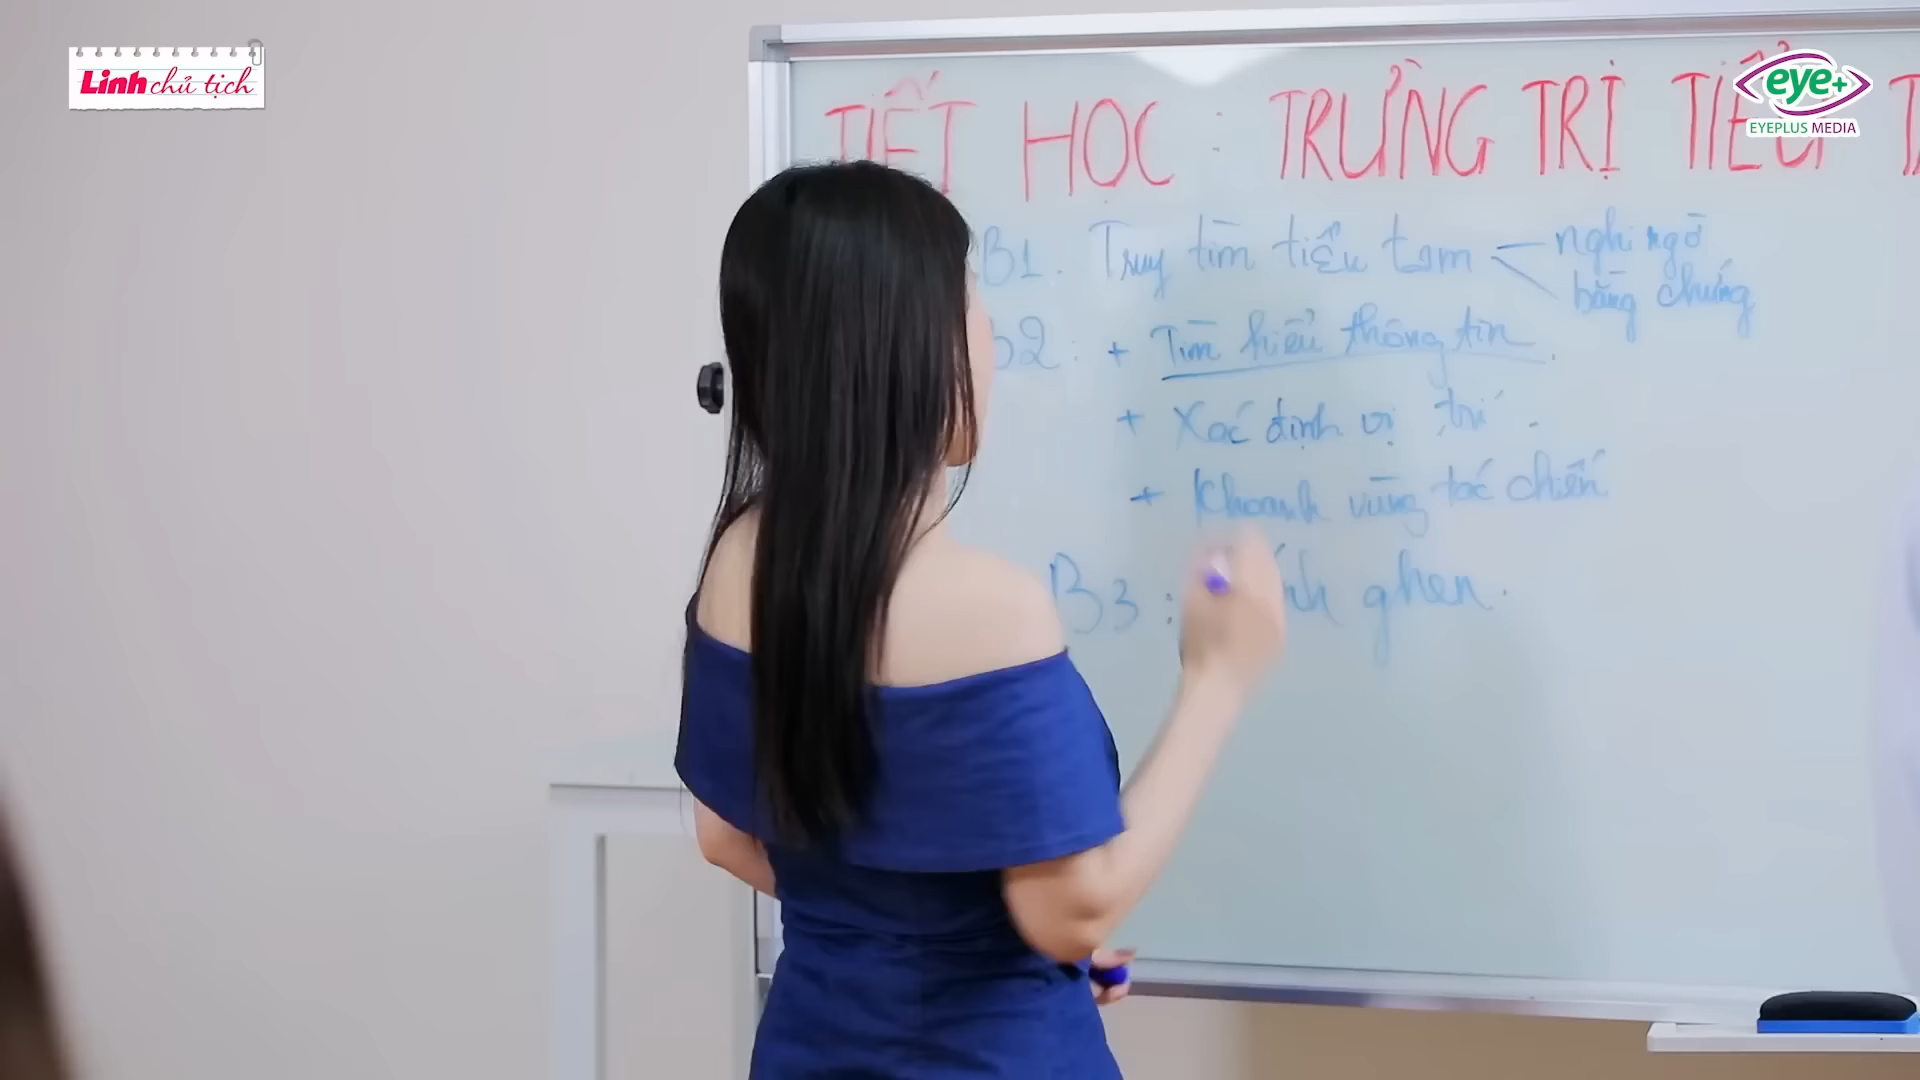 Linh chủ tịch
eye+
EYEPLUS MEDIA
TIẾT HỌC : TRỪNG TRỊ TIỂU
B1. Truy tìm tiểu tam
nghi ngờ
bằng chứng
B2: + Tìm hiểu thông tin.
+ Xác định vị trí.
+ Khoanh vùng tác chiến
B3: ghen.